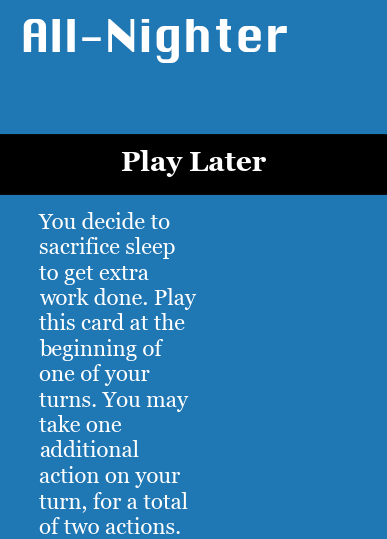 All-Nighter
Play Later
You decide to
sacrifice sleep
to get extra
work done. Play
this card at the
beginning of
one of your
turns. You may
take one
additional
action on your
turn, for a total
of two actions.